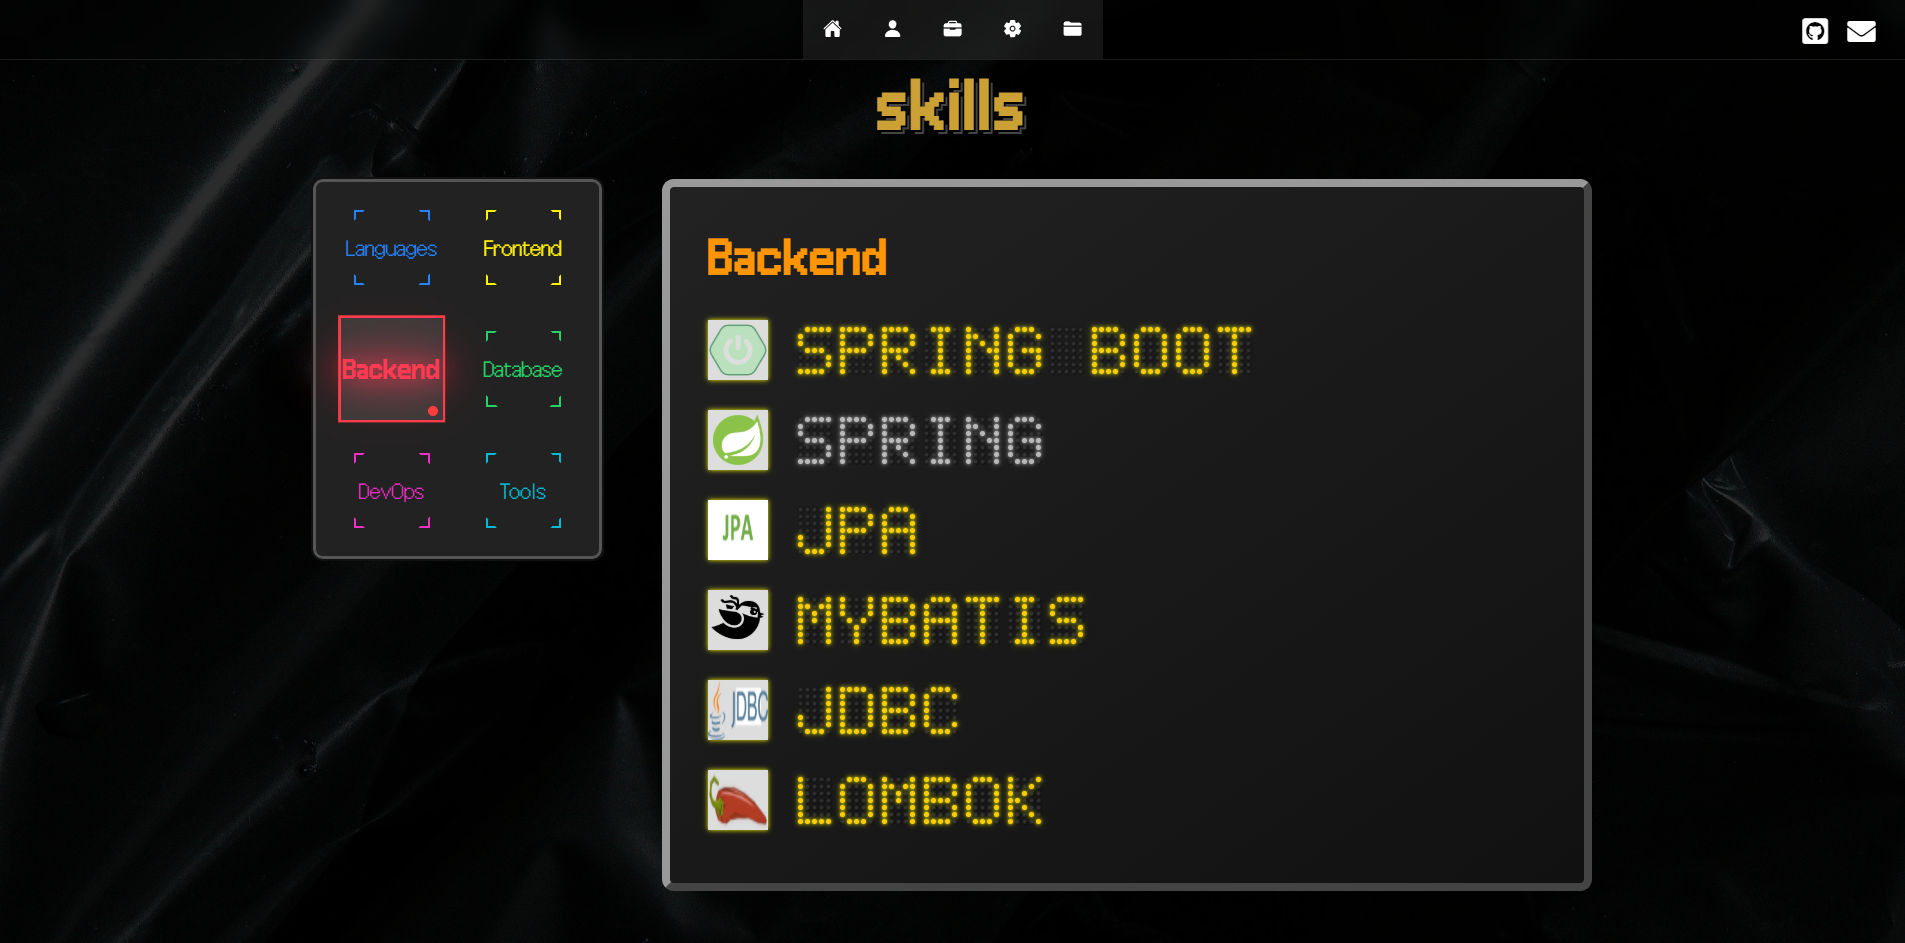 skills
Languages
Frontend
Backend
Database
DevOps
Tools
Backend
SPRING BOOT
SPRING
JPA
JPA
MYBATIS
JDBC
JDBC
LOMBOK